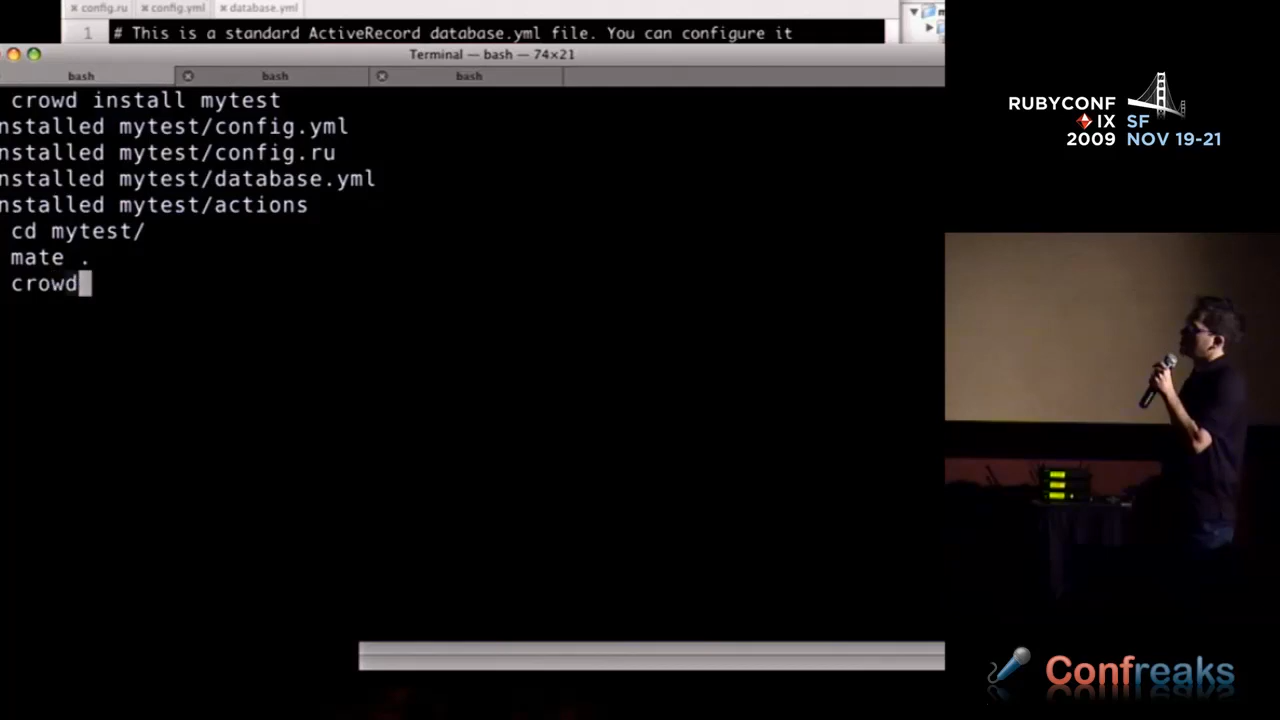 config.ru config.yml database.yml
1 # This is a standard ActiveRecord database.yml file. You can configure it
Terminal — bash — 74×21
bash bash bash
crowd install mytest
nstalled mytest/config.yml
nstalled mytest/config.ru
nstalled mytest/database.yml
nstalled mytest/actions
cd mytest/
mate .
crowd
RUBYCONF
IX SF
2009 NOV 19-21
Confreaks